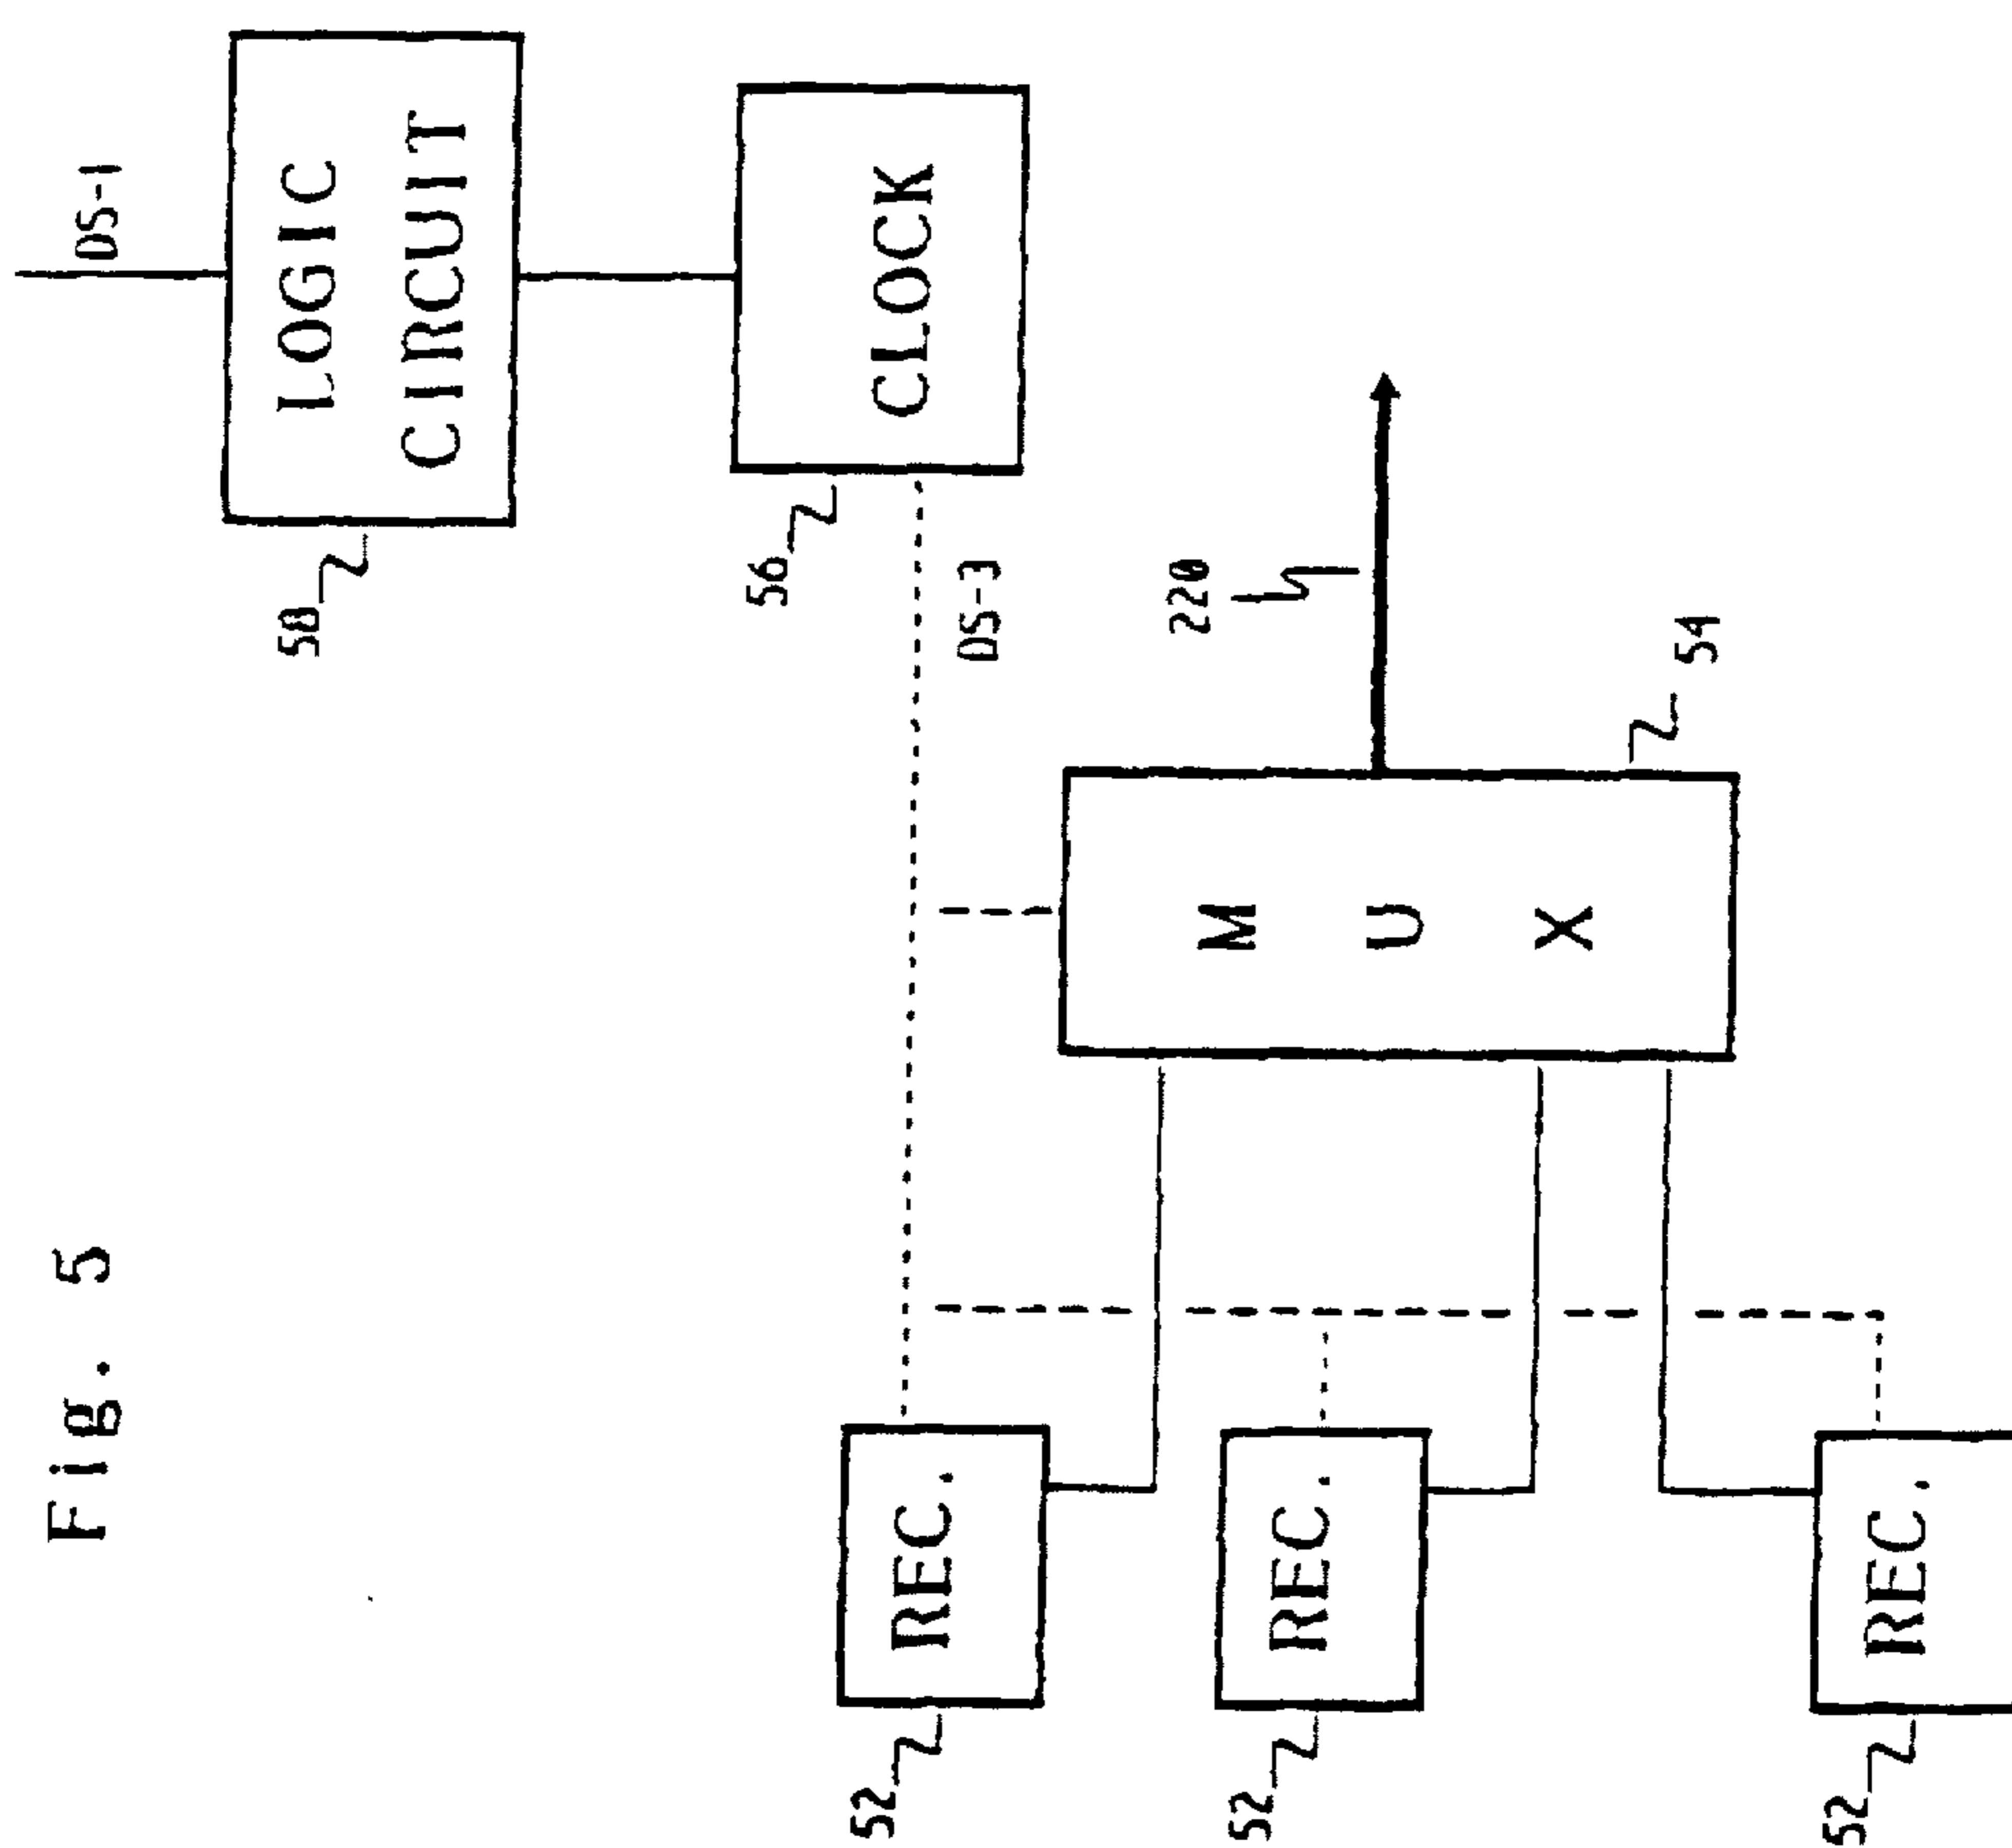 Fig. 5
DS-1
50
LOGIC
CIRCUIT
56
CLOCK
52
REC.
DS-3
220
M
U
X
54
52
REC.
52
REC.